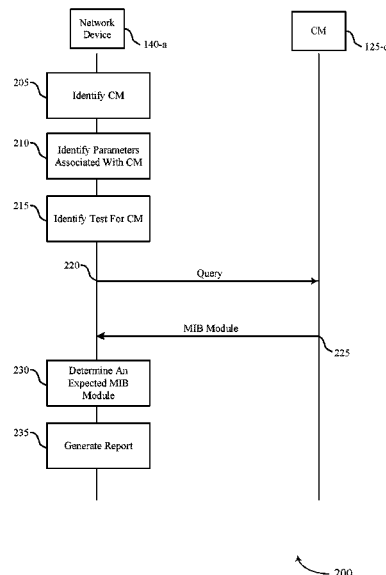 Network
Device
140-a
CM
205
Identify CM
210
Identify Parameters
Associated With CM
215
Identify Test For CM
220
Query
MIB Module
225
230
Determine An
Expected MIB
Module
235
Generate Report
200